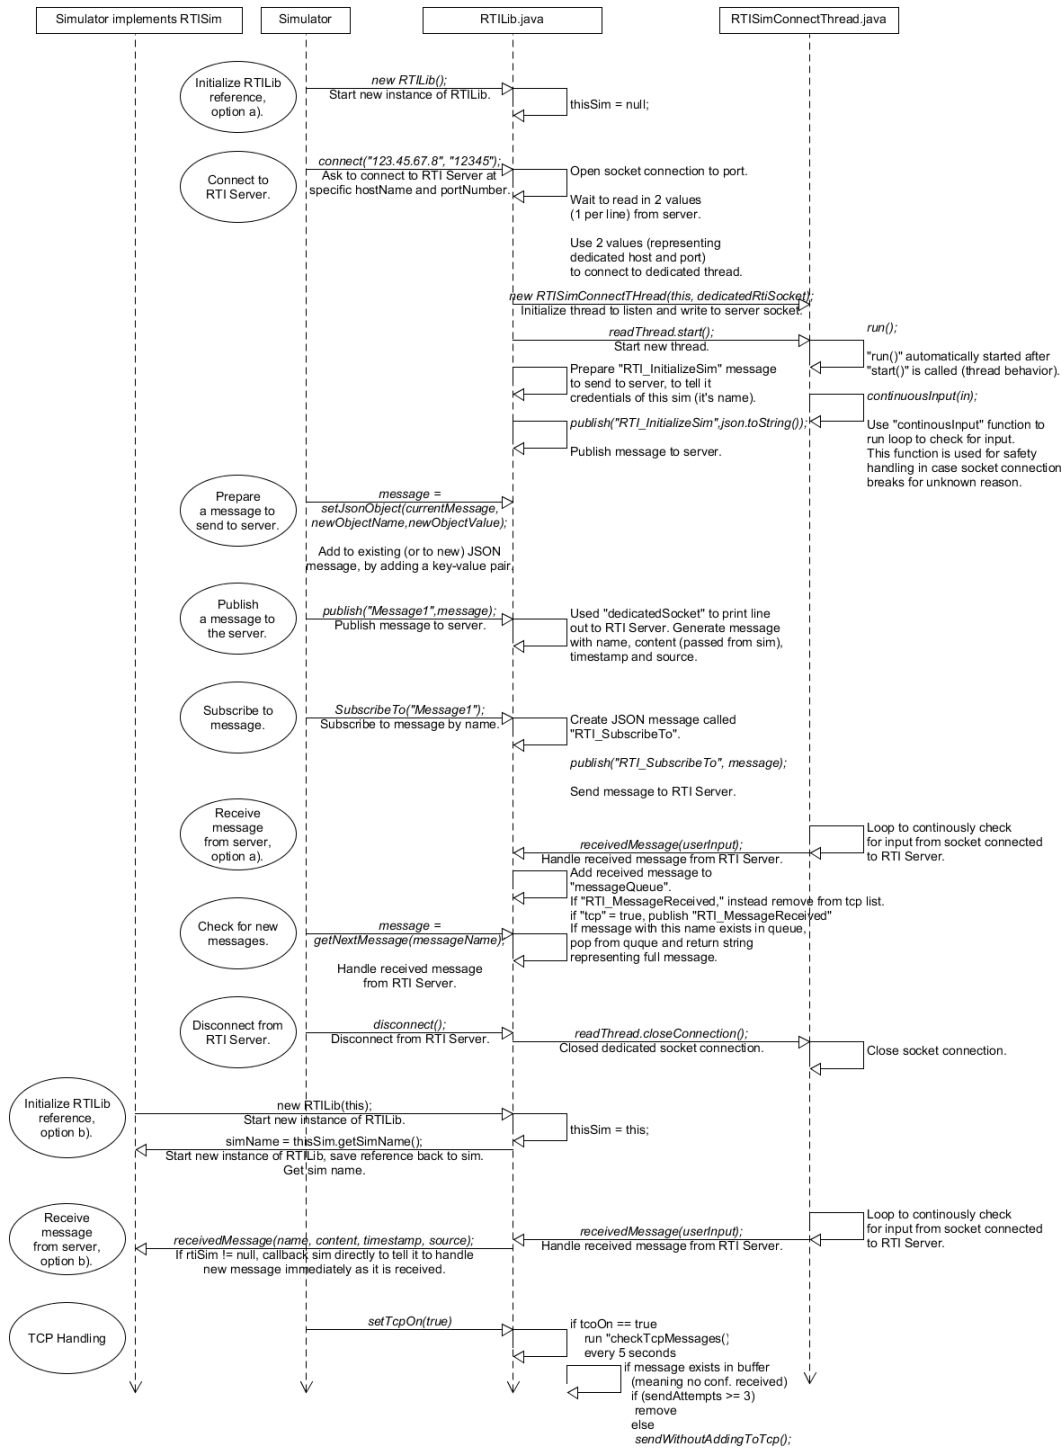 Simulator implements RTISim
Simulator
RTILib.java
RTISimConnectThread.java
Initialize RTILib
reference,
option a).
new RTILib();
Start new instance of RTILib.
thisSim = null;
Connect to
RTI Server.
connect("123.45.67.8", "12345");
Ask to connect to RTI Server at
specific hostName and portNumber.
Open socket connection to port.
Wait to read in 2 values
(1 per line) from server.
Use 2 values (representing
dedicated host and port)
to connect to dedicated thread.
new RTISimConnectTHread(this, dedicatedRtiSocket);
Initialize thread to listen and write to server socket.
readThread.start();
Start new thread.
run();
"run()" automatically started after
"start()" is called (thread behavior).
Prepare "RTI_InitializeSim" message
to send to server, to tell it
credentials of this sim (it's name).
continuousInput(in);
Use "continousInput" function to
run loop to check for input.
This function is used for safety
handling in case socket connection
breaks for unknown reason.
publish("RTI_InitializeSim",json.toString());
Publish message to server.
Prepare
a message to
send to server.
message =
setJsonObject(currentMessage,
newObjectName,newObjectValue);
Add to existing (or to new) JSON
message, by adding a key-value pair.
Publish
a message to
the server.
publish("Message1",message);
Publish message to server.
Used "dedicatedSocket" to print line
out to RTI Server. Generate message
with name, content (passed from sim),
timestamp and source.
Subscribe to
message.
SubscribeTo("Message1");
Subscribe to message by name.
Create JSON message called
"RTI_SubscribeTo".
publish("RTI_SubscribeTo", message);
Send message to RTI Server.
Receive
message
from server,
option a).
receivedMessage(userInput);
Handle received message from RTI Server.
Loop to continously check
for input from socket connected
to RTI Server.
Add received message to
"messageQueue".
If "RTI_MessageReceived," instead remove from tcp list.
if "tcp" = true, publish "RTI_MessageReceived"
Check for new
messages.
message =
getNextMessage(messageName);
Handle received message
from RTI Server.
If message with this name exists in queue,
pop from quque and return string
representing full message.
Disconnect from
RTI Server.
disconnect();
Disconnect from RTI Server.
readThread.closeConnection();
Closed dedicated socket connection.
Close socket connection.
Initialize RTILib
reference,
option b).
new RTILib(this);
Start new instance of RTILib.
thisSim = this;
simName = thisSim.getSimName();
Start new instance of RTILib, save reference back to sim.
Get sim name.
Receive
message
from server,
option b).
receivedMessage(name, content, timestamp, source);
If rtiSim != null, callback sim directly to tell it to handle
new message immediately as it is received.
receivedMessage(userInput);
Handle received message from RTI Server.
Loop to continously check
for input from socket connected
to RTI Server.
TCP Handling
setTcpOn(true)
if tcoOn == true
run "checkTcpMessages()
every 5 seconds
if message exists in buffer
(meaning no conf. received)
if (sendAttempts >= 3)
remove
else
sendWithoutAddingToTcp();